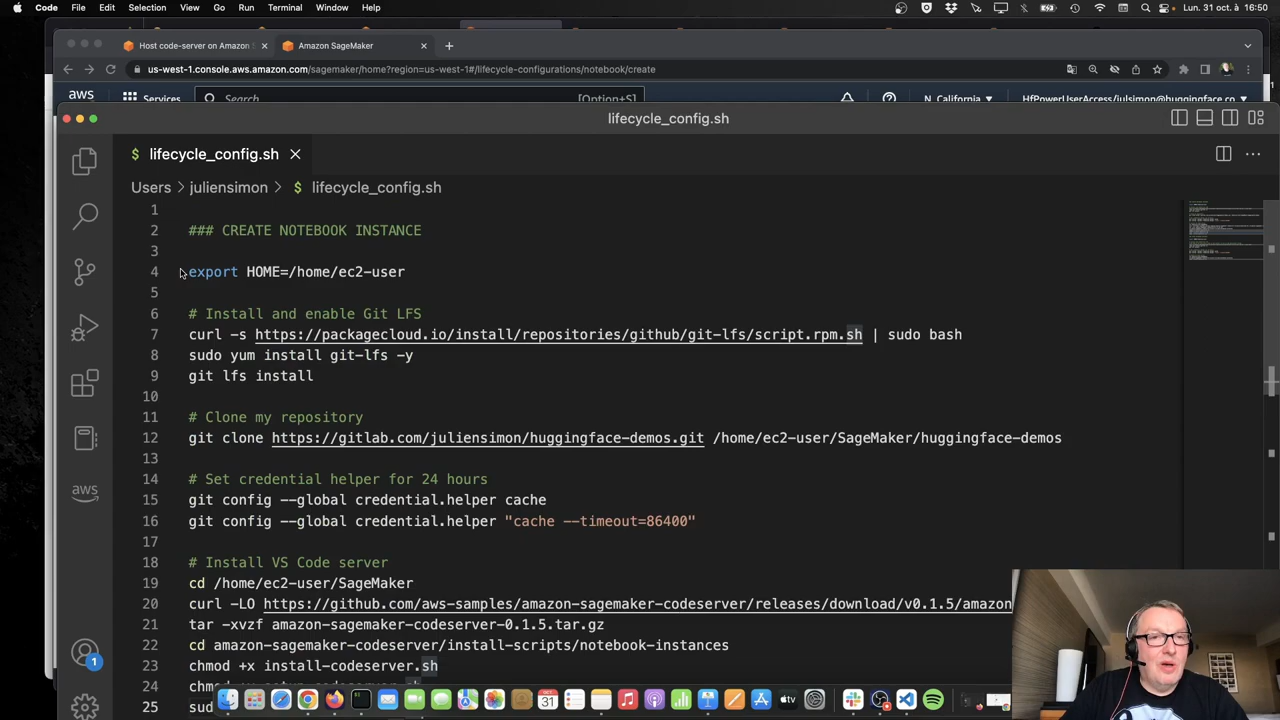 Code File Edit Selection View Go Run Terminal Window Help Lun. 31 oct. à 16:50
Host code-server on Amazon Amazon SageMaker
us-west-1.console.aws.amazon.com/sagemaker/home?region=us-west-1#/lifecycle-configurations/notebook/create
aws Services Search [Option+S] N. California HfPowerUserAccess/julsimon@huggingface.co
lifecycle_config.sh
$ lifecycle_config.sh
Users > juliensimon > $ lifecycle_config.sh
1
2 ### CREATE NOTEBOOK INSTANCE
3
4 export HOME=/home/ec2-user
5
6 # Install and enable Git LFS
7 curl -s https://packagecloud.io/install/repositories/github/git-lfs/script.rpm.sh | sudo bash
8 sudo yum install git-lfs -y
9 git lfs install
10
11 # Clone my repository
12 git clone https://gitlab.com/juliensimon/huggingface-demos.git /home/ec2-user/SageMaker/huggingface-demos
13
14 # Set credential helper for 24 hours
15 git config --global credential.helper cache
16 git config --global credential.helper "cache --timeout=86400"
17
18 # Install VS Code server
19 cd /home/ec2-user/SageMaker
20 curl -LO https://github.com/aws-samples/amazon-sagemaker-codeserver/releases/download/v0.1.5/amazon
21 tar -xvzf amazon-sagemaker-codeserver-0.1.5.tar.gz
22 cd amazon-sagemaker-codeserver/install-scripts/notebook-instances
23 chmod +x install-codeserver.sh
24
25
aws
1